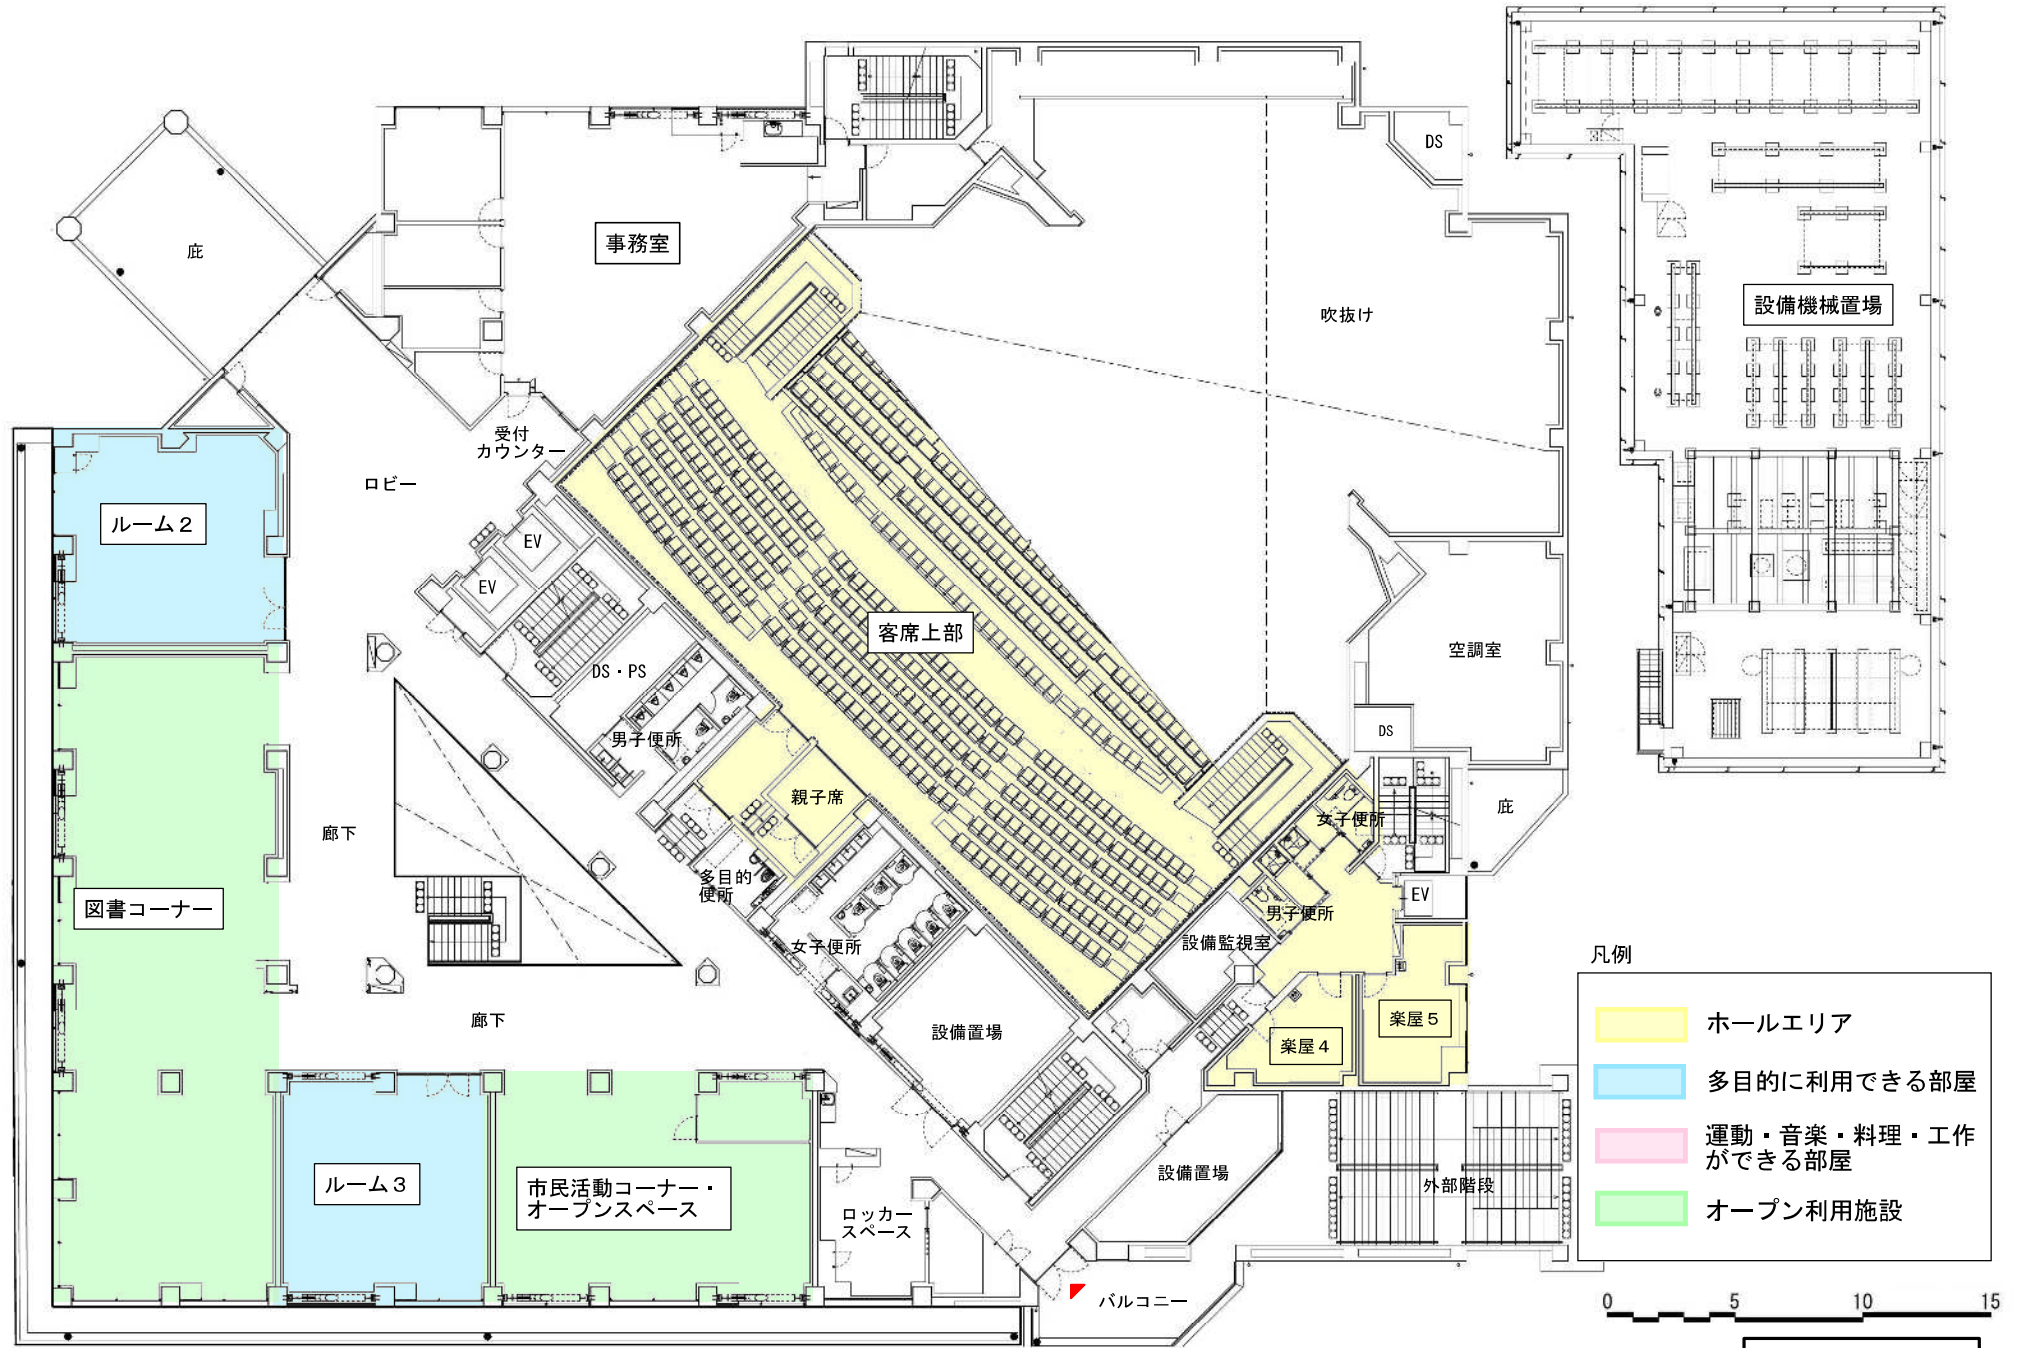 DS
事務室
庇
設備機械置場
吹抜け
受付
カウンター
ロビー
ルーム２
EV
EV
客席上部
空調室
DS・PS
DS
男子便所
親子席
庇
女子便所
廊下
多目的
便所
EV
図書コーナー
男子便所
女子便所
設備監視室
凡例
廊下
設備置場
楽屋５
楽屋４
ホールエリア
多目的に利用できる部屋
運動・音楽・料理・工作
ができる部屋
オープン利用施設
ルーム３
市民活動コーナー・
オープンスペース
設備置場
外部階段
ロッカー
スペース
バルコニー
0 5 10 15